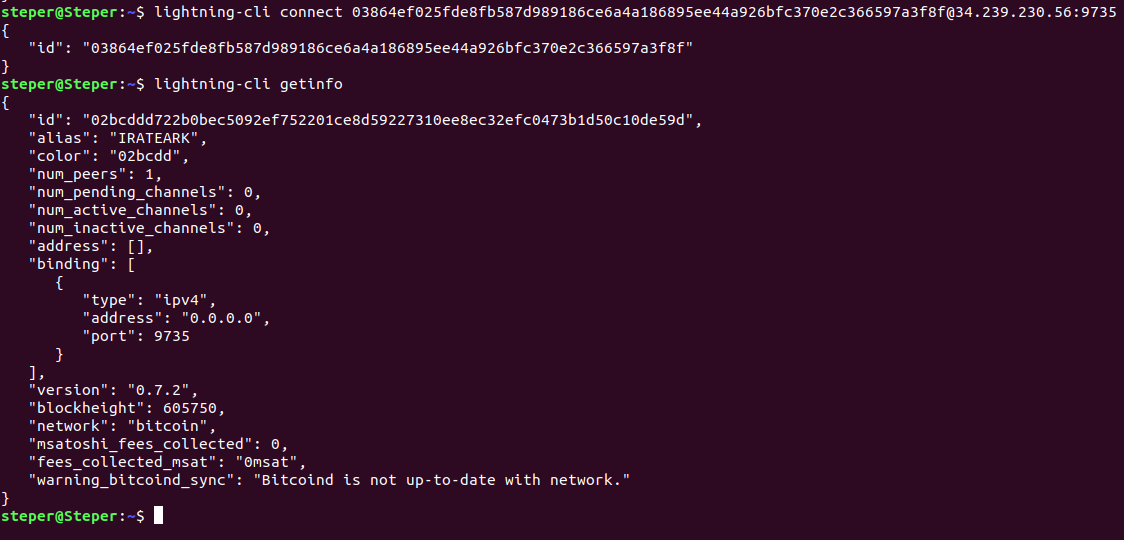 steper@Steper:~$ lightning-cli connect 03864ef025fde8fb587d989186ce6a4a186895ee44a926bfc370e2c366597a3f8f@34.239.230.56:9735
{
   "id": "03864ef025fde8fb587d989186ce6a4a186895ee44a926bfc370e2c366597a3f8f"
}
steper@Steper:~$ lightning-cli getinfo
{
   "id": "02bcddd722b0bec5092ef752201ce8d59227310ee8ec32efc0473b1d50c10de59d",
   "alias": "IRATEARK",
   "color": "02bcdd",
   "num_peers": 1,
   "num_pending_channels": 0,
   "num_active_channels": 0,
   "num_inactive_channels": 0,
   "address": [],
   "binding": [
      {
         "type": "ipv4",
         "address": "0.0.0.0",
         "port": 9735
      }
   ],
   "version": "0.7.2",
   "blockheight": 605750,
   "network": "bitcoin",
   "msatoshi_fees_collected": 0,
   "fees_collected_msat": "0msat",
   "warning_bitcoind_sync": "Bitcoind is not up-to-date with network."
}
steper@Steper:~$